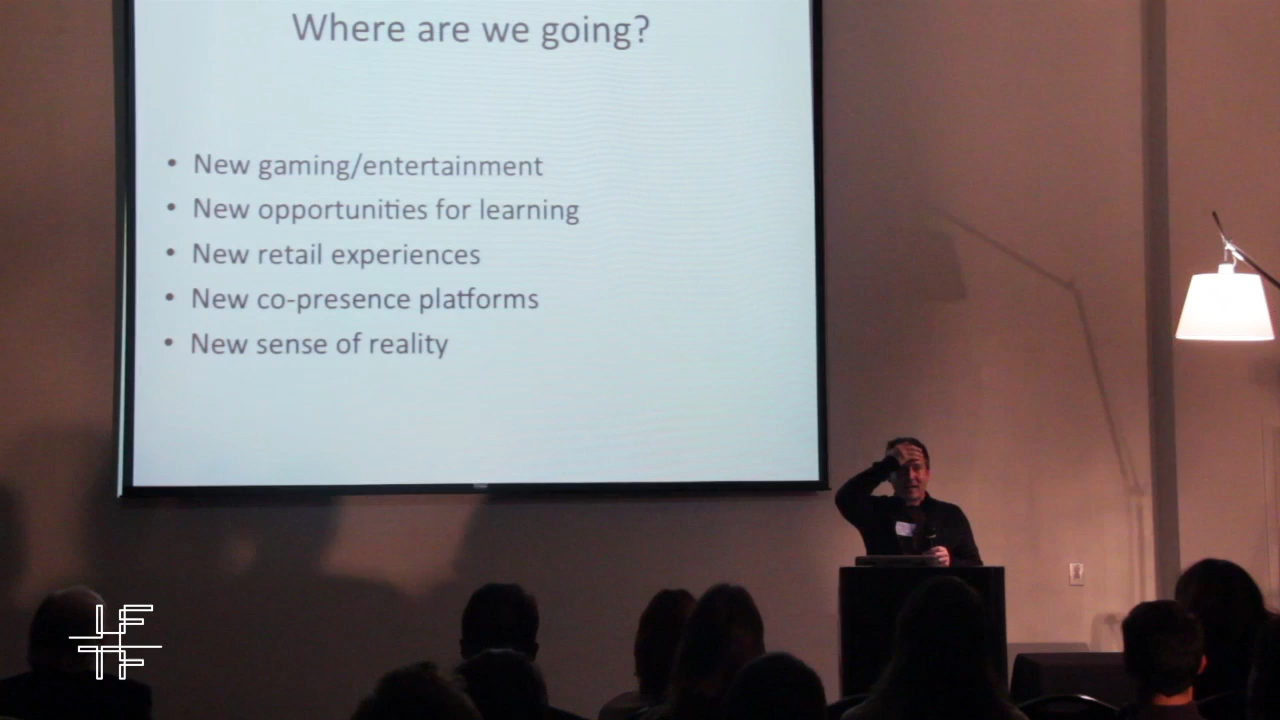 Where are we going?
• New gaming/entertainment
• New opportunities for learning
• New retail experiences
• New co-presence platforms
• New sense of reality